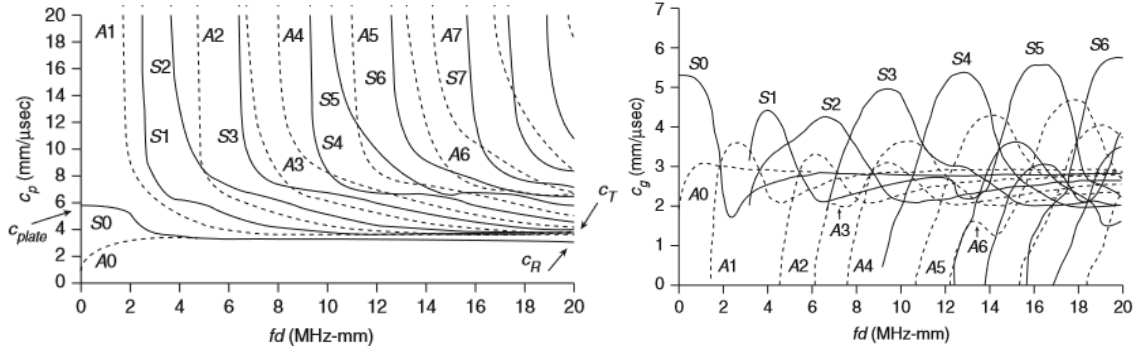 20
18
16
14
12
10
8
6
4
2
0
c_p (mm/μsec)
A1
A2
A4
A5
A7
S2
S1
S3
S5
S4
S6
S7
A3
A6
S0
A0
c_plate
c_T
c_R
0 2 4 6 8 10 12 14 16 18 20
fd (MHz-mm)
7
6
5
4
3
2
1
0
c_g (mm/μsec)
S0
S1
S2
S3
S4
S5
S6
A0
A1
A2
A3
A4
A5
A6
0 2 4 6 8 10 12 14 16 18 20
fd (MHz-mm)